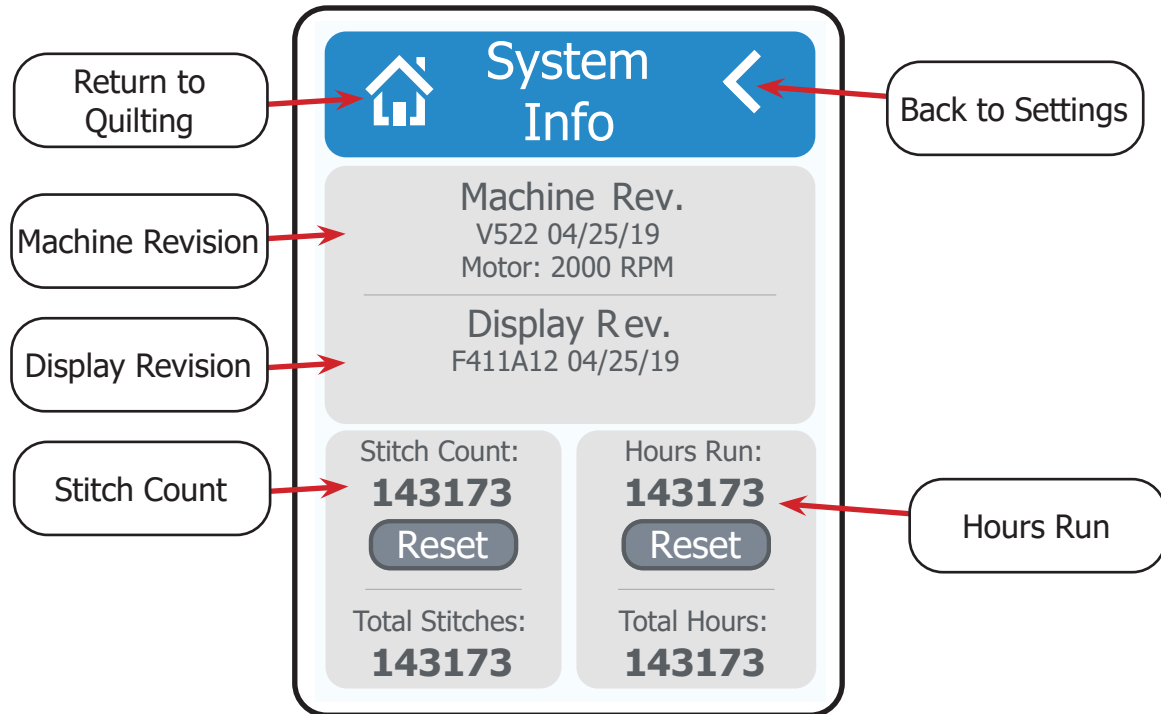 Return to
Quilting
System
Info
Back to Settings
Machine Revision
Machine Rev.
V522 04/25/19
Motor: 2000 RPM
Display Revision
Display Rev.
F411A12 04/25/19
Stitch Count
Stitch Count:
143173
Reset
Total Stitches:
143173
Hours Run:
143173
Reset
Total Hours:
143173
Hours Run